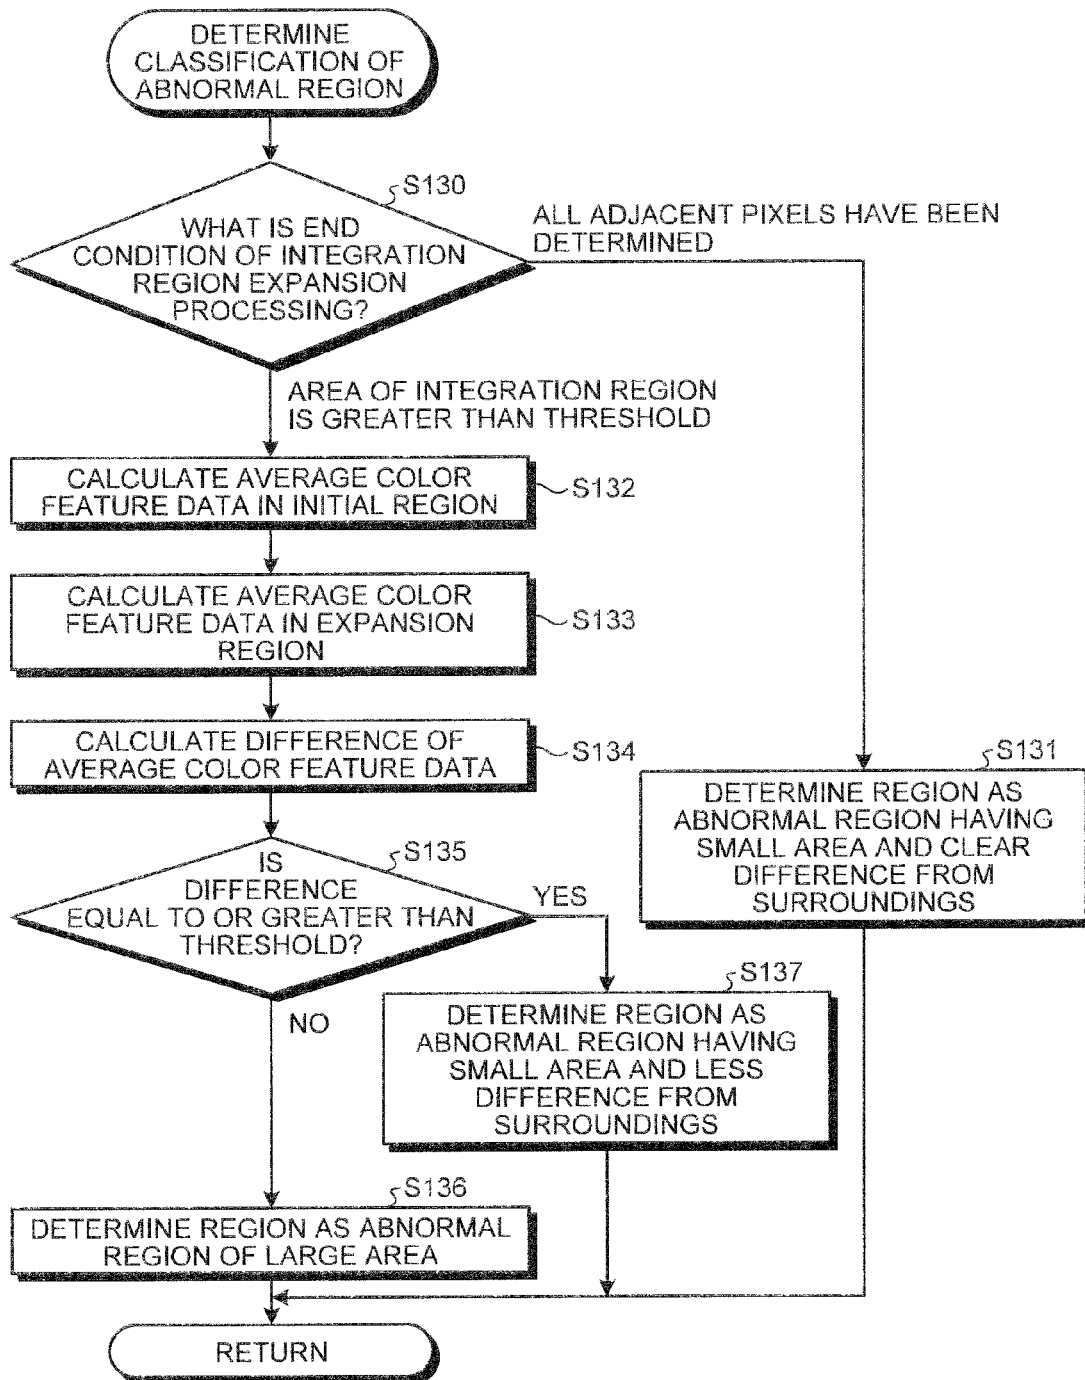 DETERMINE
CLASSIFICATION OF
ABNORMAL REGION
S130
WHAT IS END
CONDITION OF INTEGRATION
REGION EXPANSION
PROCESSING?
ALL ADJACENT PIXELS HAVE BEEN
DETERMINED
AREA OF INTEGRATION REGION
IS GREATER THAN THRESHOLD
CALCULATE AVERAGE COLOR
FEATURE DATA IN INITIAL REGION
S132
CALCULATE AVERAGE COLOR
FEATURE DATA IN EXPANSION
REGION
S133
CALCULATE DIFFERENCE OF
AVERAGE COLOR FEATURE DATA
S134
S131
DETERMINE REGION AS
ABNORMAL REGION HAVING
SMALL AREA AND CLEAR
DIFFERENCE FROM
SURROUNDINGS
S135
IS
DIFFERENCE
EQUAL TO OR GREATER THAN
THRESHOLD?
YES
NO
S137
DETERMINE REGION AS
ABNORMAL REGION HAVING
SMALL AREA AND LESS
DIFFERENCE FROM
SURROUNDINGS
S136
DETERMINE REGION AS ABNORMAL
REGION OF LARGE AREA
RETURN